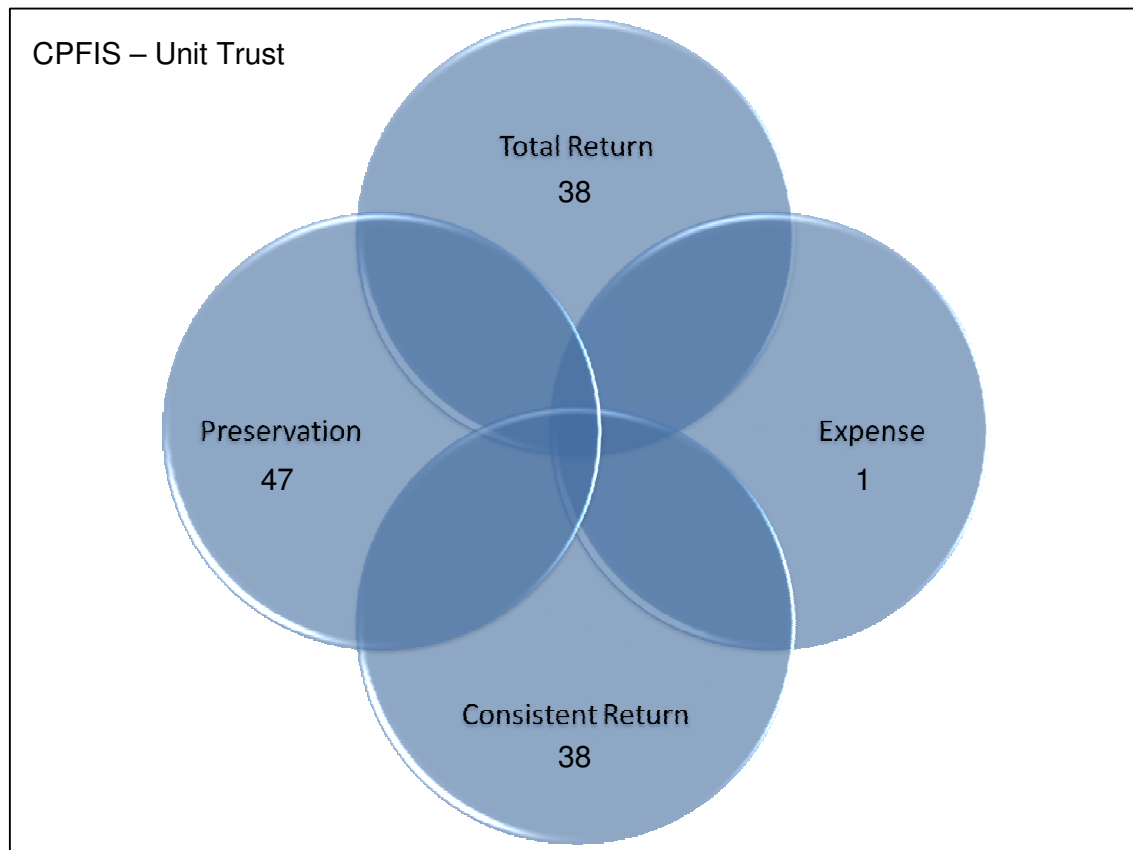 CPFIS – Unit Trust
Total Return
38
Preservation
47
Expense
1
Consistent Return
38